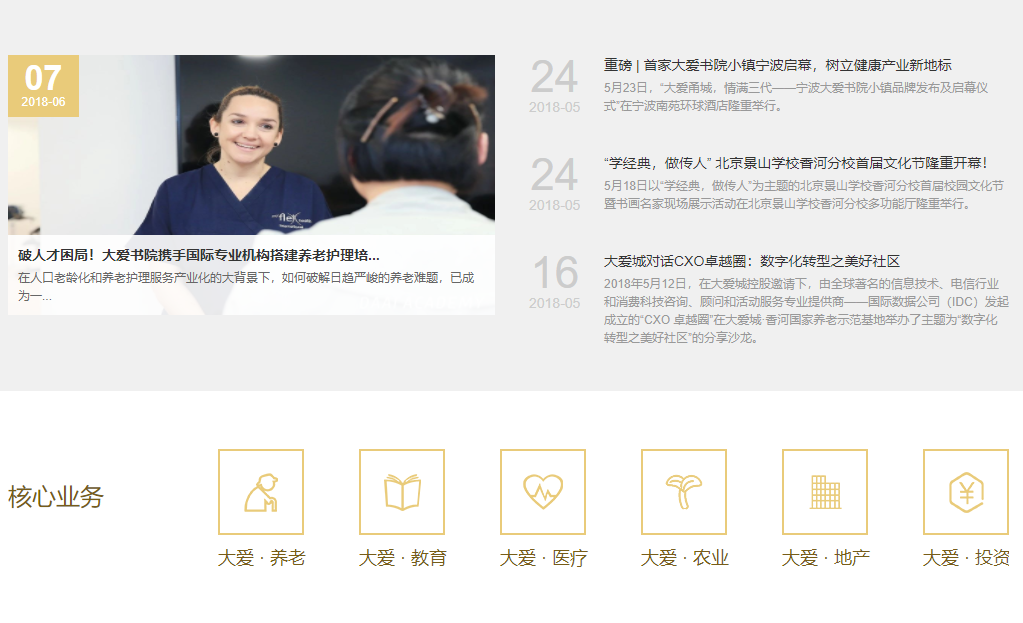 07
2018-06
破人才困局！大爱书院携手国际专业机构搭建养老护理培...
在人口老龄化和养老护理服务产业化的大背景下，如何破解日趋严峻的养老难题，已成
为一...
24
2018-05
重磅 | 首家大爱书院小镇宁波启幕，树立健康产业新地标
5月23日，“大爱甬城，情满三代——宁波大爱书院小镇品牌发布及启幕仪
式”在宁波南苑环球酒店隆重举行。
24
2018-05
“学经典，做传人” 北京景山学校香河分校首届文化节隆重开幕！
5月18日以“学经典，做传人”为主题的北京景山学校香河分校首届校园文化节
暨书画名家现场展示活动在北京景山学校香河分校多功能厅隆重举行。
16
2018-05
大爱城对话CXO卓越圈：数字化转型之美好社区
2018年5月12日，在大爱城控股邀请下，由全球著名的信息技术、电信行业
和消费科技咨询、顾问和活动服务专业提供商——国际数据公司（IDC）发起
成立的“CXO 卓越圈”在大爱城·香河国家养老示范基地举办了主题为“数字化
转型之美好社区”的分享沙龙。
核心业务
大爱 · 养老
大爱 · 教育
大爱 · 医疗
大爱 · 农业
大爱 · 地产
大爱 · 投资